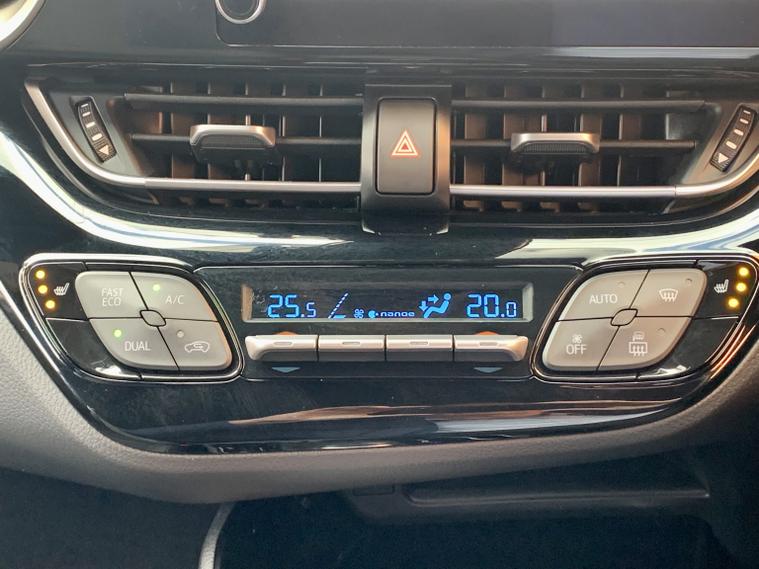 FAST
ECO
A/C
DUAL
25.5
nanoe
20.0
AUTO
OFF